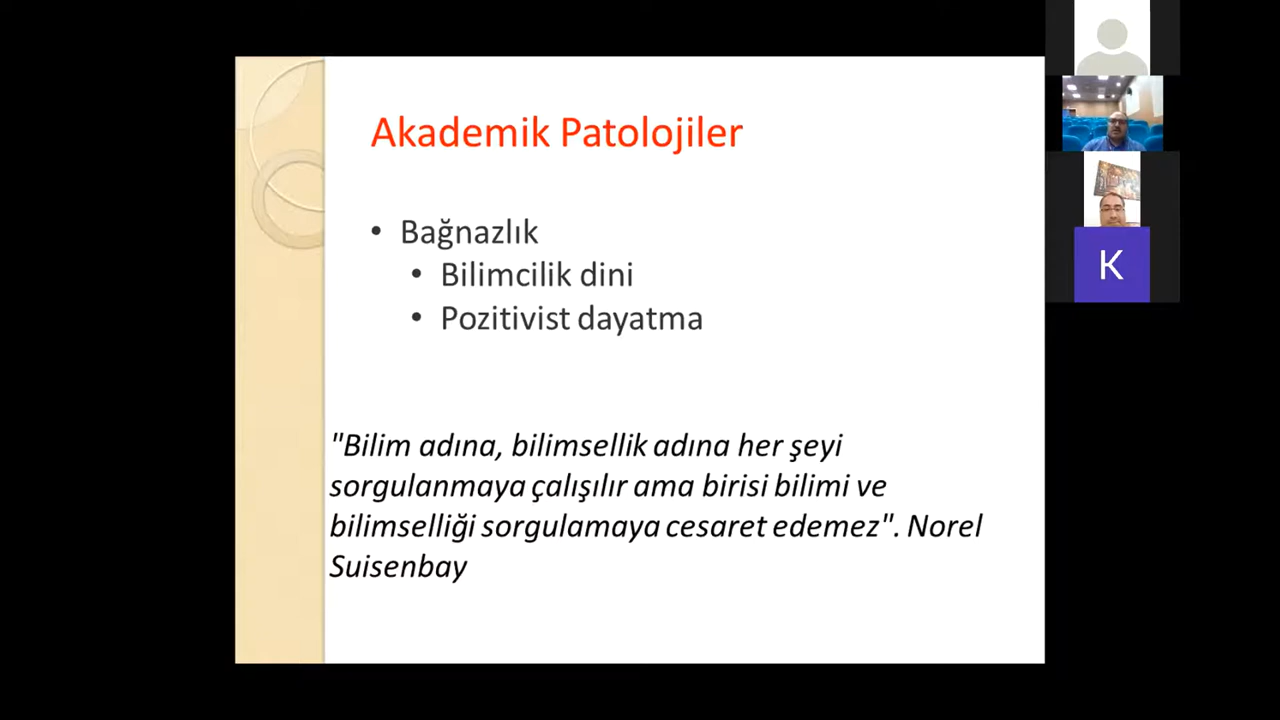 Akademik Patolojiler
• Bağnazlık
• Bilimcilik dini
• Pozitivist dayatma
"Bilim adına, bilimsellik adına her şeyi
sorgulanmaya çalışılır ama birisi bilimi ve
bilimselliği sorgulamaya cesaret edemez". Norel
Suisenbay
K